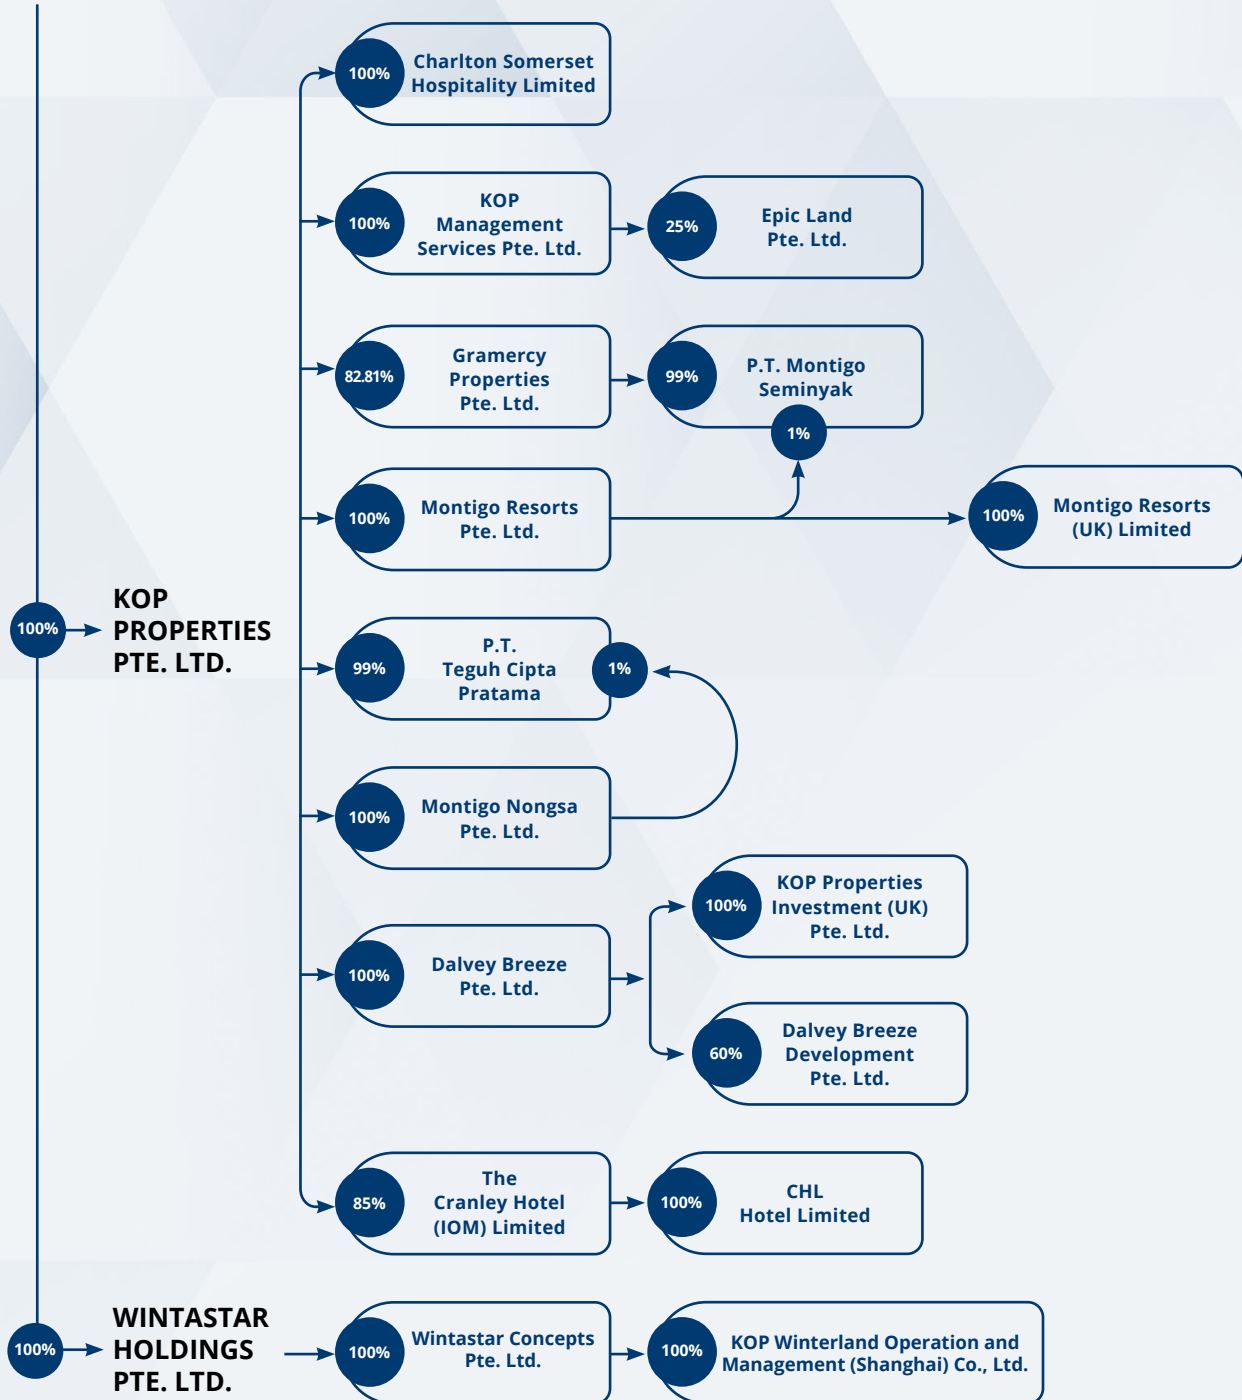 100%
Charlton Somerset
Hospitality Limited
100%
KOP
Management
Services Pte. Ltd.
25%
Epic Land
Pte. Ltd.
82.81%
Gramercy
Properties
Pte. Ltd.
99%
P.T. Montigo
Seminyak
1%
100%
Montigo Resorts
Pte. Ltd.
100%
Montigo Resorts
(UK) Limited
100%
KOP
PROPERTIES
PTE. LTD.
99%
P.T.
Teguh Cipta
Pratama
1%
100%
Montigo Nongsa
Pte. Ltd.
100%
Dalvey Breeze
Pte. Ltd.
100%
KOP Properties
Investment (UK)
Pte. Ltd.
60%
Dalvey Breeze
Development
Pte. Ltd.
85%
The
Cranley Hotel
(IOM) Limited
100%
CHL
Hotel Limited
100%
WINTASTAR
HOLDINGS
PTE. LTD.
100%
Wintastar Concepts
Pte. Ltd.
100%
KOP Winterland Operation and
Management (Shanghai) Co., Ltd.